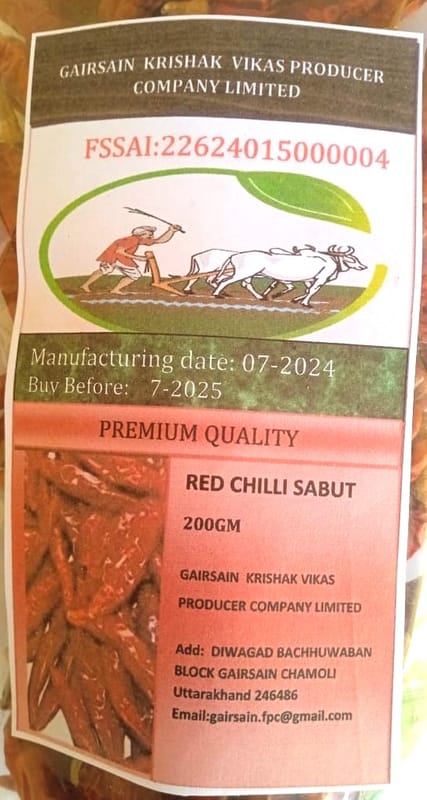 GAIRSAIN KRISHAK VIKAS PRODUCER
COMPANY LIMITED
FSSAI:22624015000004
Manufacturing date: 07-2024
Buy Before: 7-2025
PREMIUM QUALITY
RED CHILLI SABUT
200GM
GAIRSAIN KRISHAK VIKAS
PRODUCER COMPANY LIMITED
Add: DIWAGAD BACHHUWABAN
BLOCK GAIRSAIN CHAMOLI
Uttarakhand 246486
Email:gairsain.fpc@gmail.com